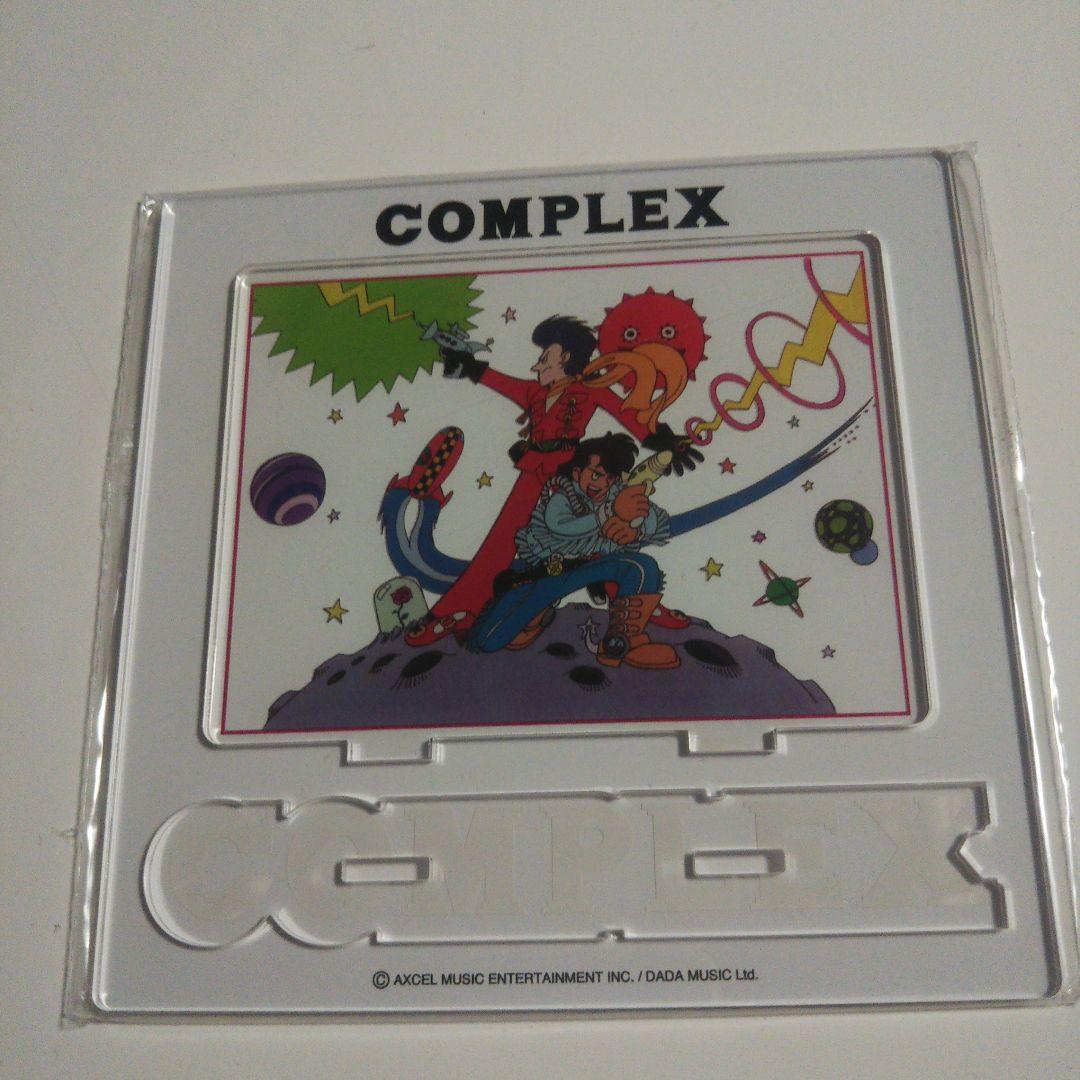 COMPLEX
COMPLEX
© AXCEL MUSIC ENTERTAINMENT INC. / DADA MUSIC Ltd.